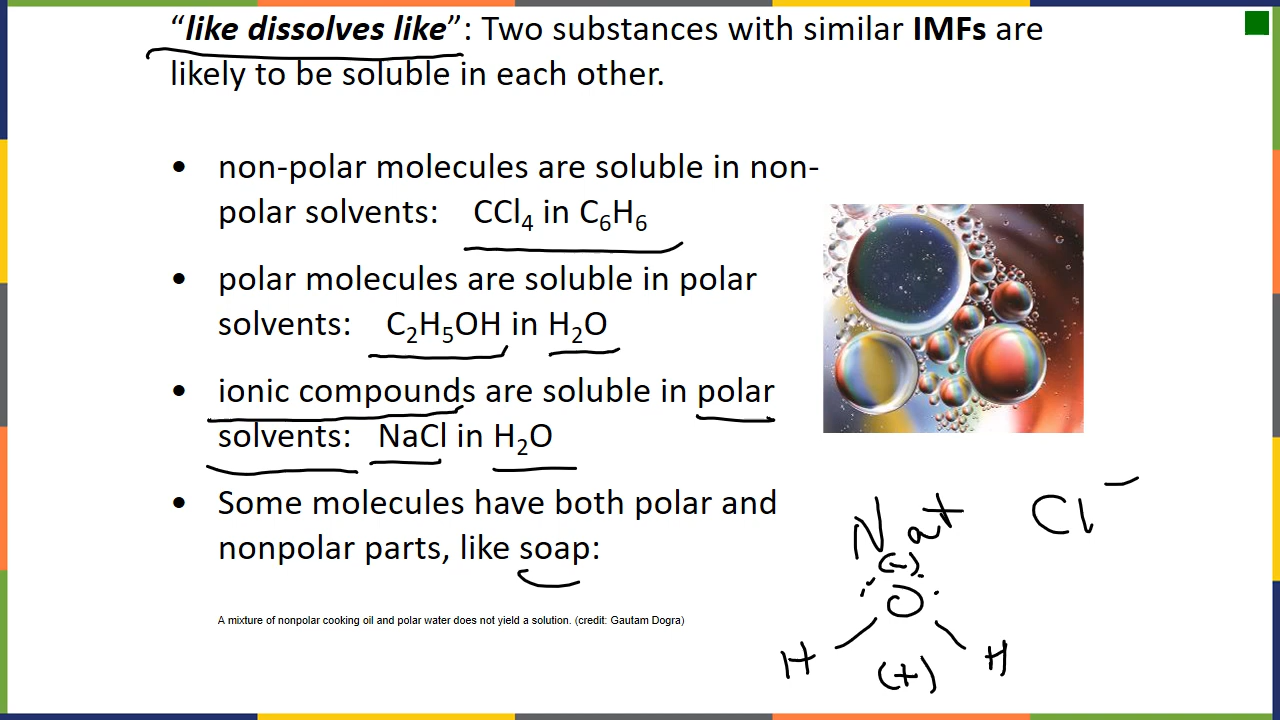 “like dissolves like”: Two substances with similar IMFs are
likely to be soluble in each other.
• non-polar molecules are soluble in non-
polar solvents: CCl₄ in C₆H₆
• polar molecules are soluble in polar
solvents: C₂H₅OH in H₂O
• ionic compounds are soluble in polar
solvents: NaCl in H₂O
• Some molecules have both polar and
nonpolar parts, like soap:
Na⁺ Cl⁻
(-)
O
H H
(+)
A mixture of nonpolar cooking oil and polar water does not yield a solution. (credit: Gautam Dogra)